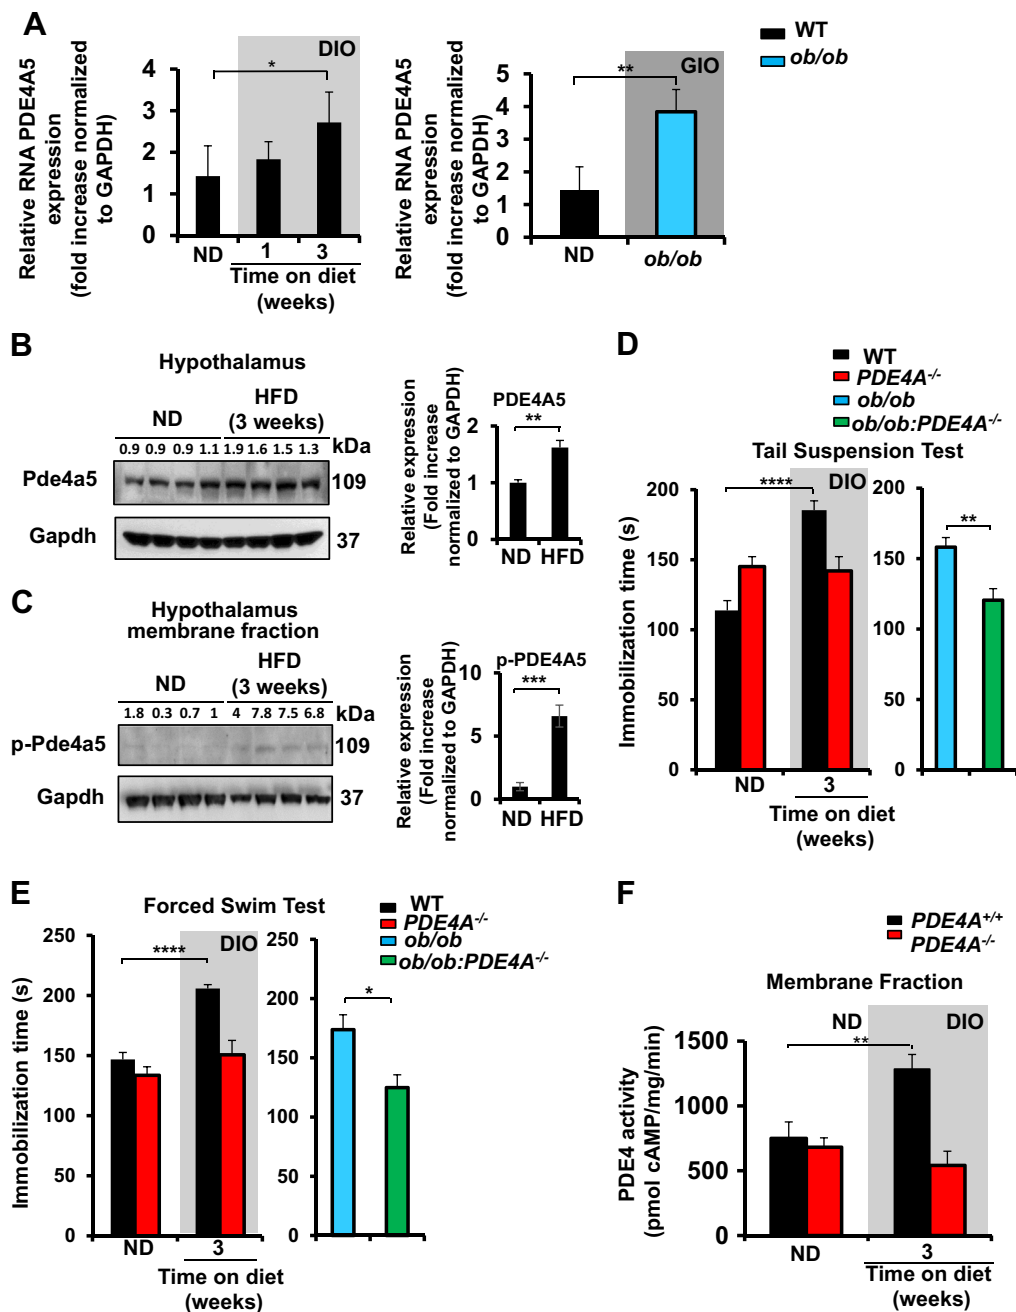 A
WT
ob/ob
Relative RNA PDE4A5
expression
(fold increase normalized
to GAPDH)
4
3
2
1
0
DIO
*
ND
1
3
Time on diet
(weeks)
Relative RNA PDE4A5
expression
(fold increase normalized
to GAPDH)
5
4
3
2
1
0
GIO
**
ND
ob/ob
B
Hypothalamus
ND
HFD
(3 weeks)
0.9 0.9 0.9 1.1 1.9 1.6 1.5 1.3 kDa
Pde4a5 109
Gapdh 37
Relative expression
(Fold increase
normalized to GAPDH)
PDE4A5
**
2
1
0
ND HFD
C
Hypothalamus
membrane fraction
ND
HFD
(3 weeks)
1.8 0.3 0.7 1 4 7.8 7.5 6.8 kDa
p-Pde4a5 109
Gapdh 37
Relative expression
(Fold increase
normalized to GAPDH)
p-PDE4A5
***
10
5
0
ND HFD
D
WT
PDE4A-/-
ob/ob
ob/ob:PDE4A-/-
Tail Suspension Test
Immobilization time (s)
200
150
100
50
0
****
DIO
ND
3
Time on diet
(weeks)
200
150
100
50
0
**
E
Forced Swim Test
WT
PDE4A-/-
ob/ob
ob/ob:PDE4A-/-
Immobilization time (s)
250
200
150
100
50
0
****
DIO
ND
3
Time on diet
(weeks)
250
200
150
100
50
0
*
F
PDE4A+/+
PDE4A-/-
Membrane Fraction
PDE4 activity
(pmol cAMP/mg/min)
1500
1000
500
0
ND
DIO
**
ND
3
Time on diet
(weeks)